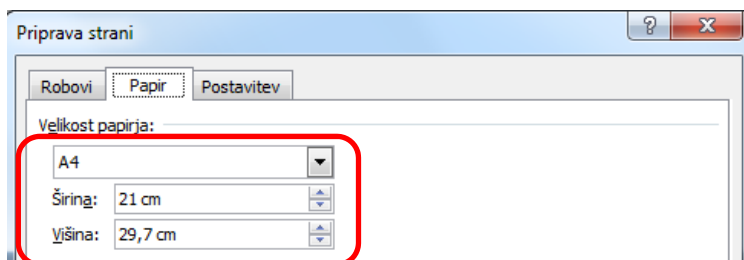 Priprava strani
Robovi Papir Postavitev
Velikost papirja:
A4
Širina: 21 cm
Višina: 29,7 cm